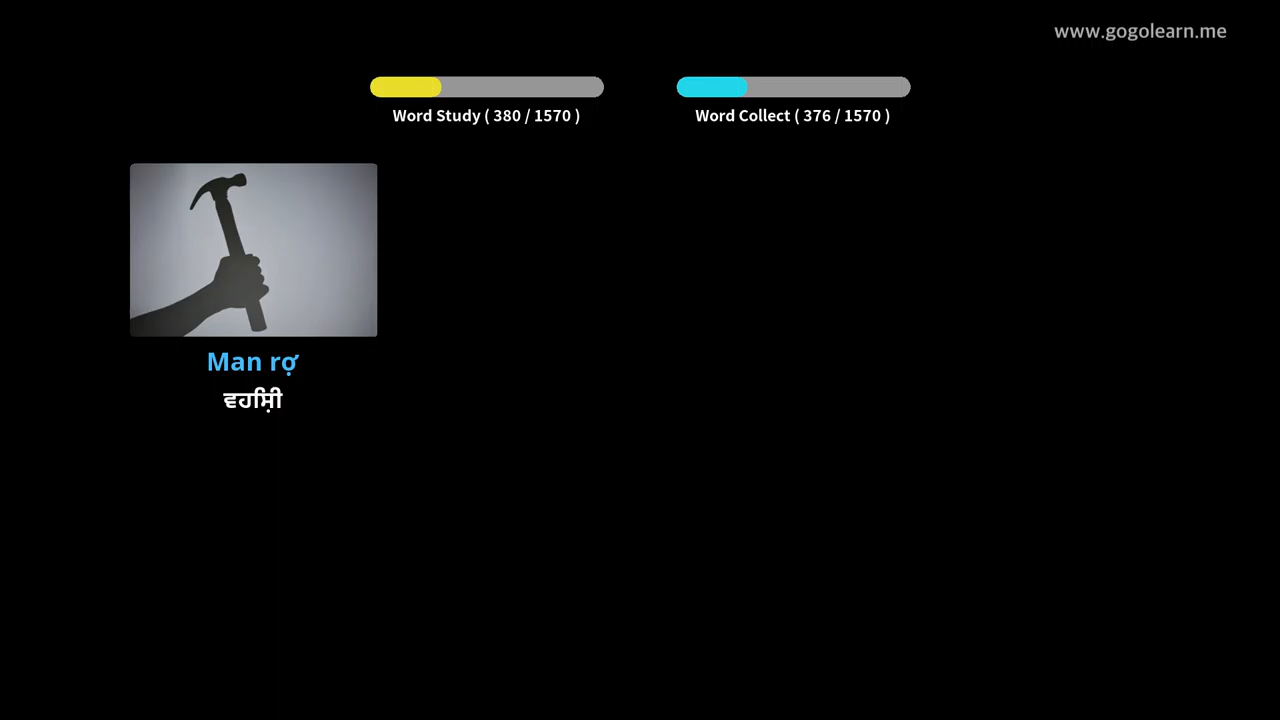 www.gogolearn.me
Word Study ( 380 / 1570 )
Word Collect ( 376 / 1570 )
Man rợ
ਵਹਸ਼ਿੀ